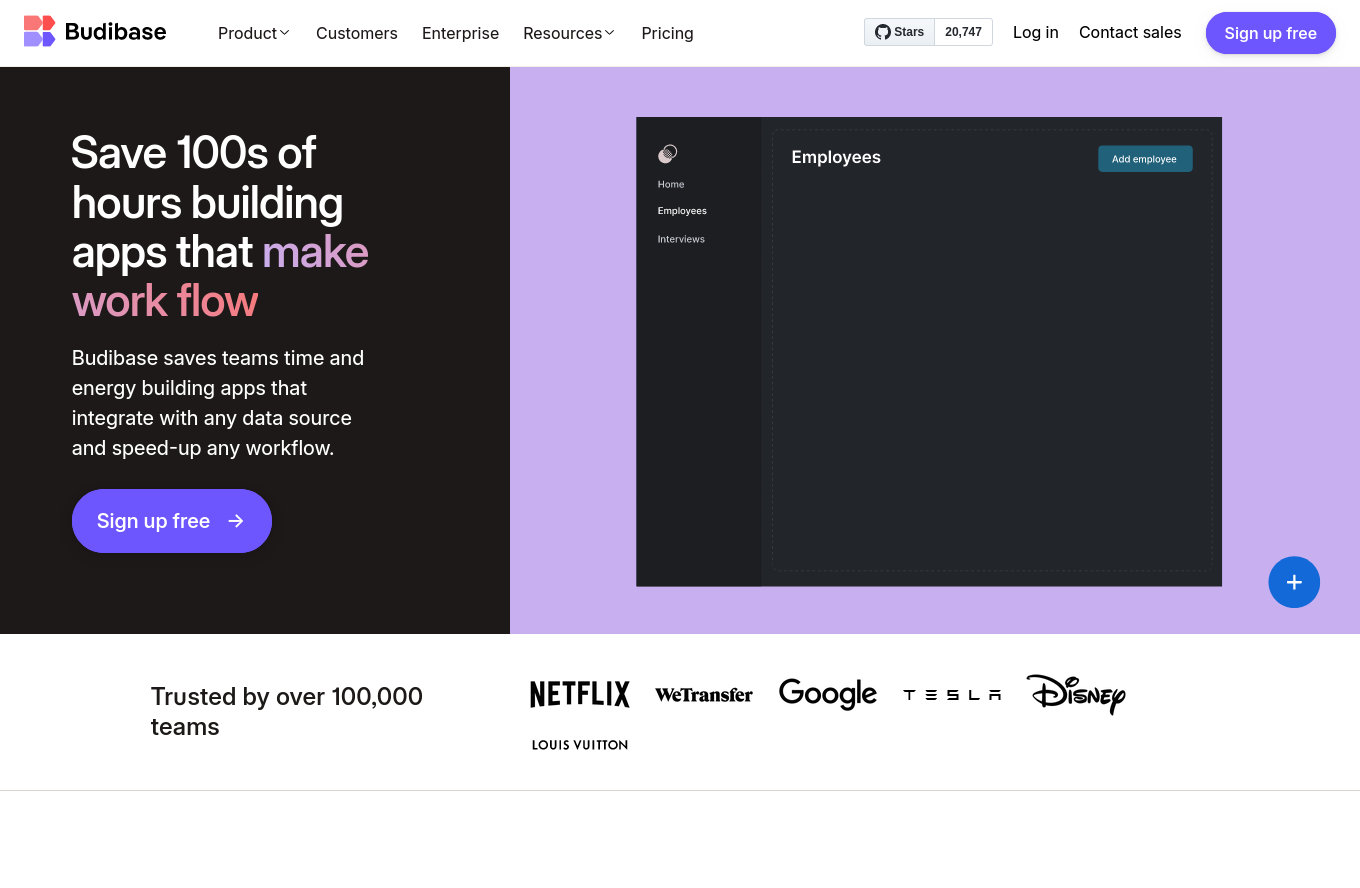 Budibase
Product
Customers
Enterprise
Resources
Pricing
Stars
20,747
Log in
Contact sales
Sign up free
Save 100s of
hours building
apps that make
work flow
Budibase saves teams time and
energy building apps that
integrate with any data source
and speed-up any workflow.
Sign up free
Home
Employees
Interviews
Employees
Add employee
Trusted by over 100,000
teams
NETFLIX
WeTransfer
Google
TESLA
Disney
LOUIS VUITTON